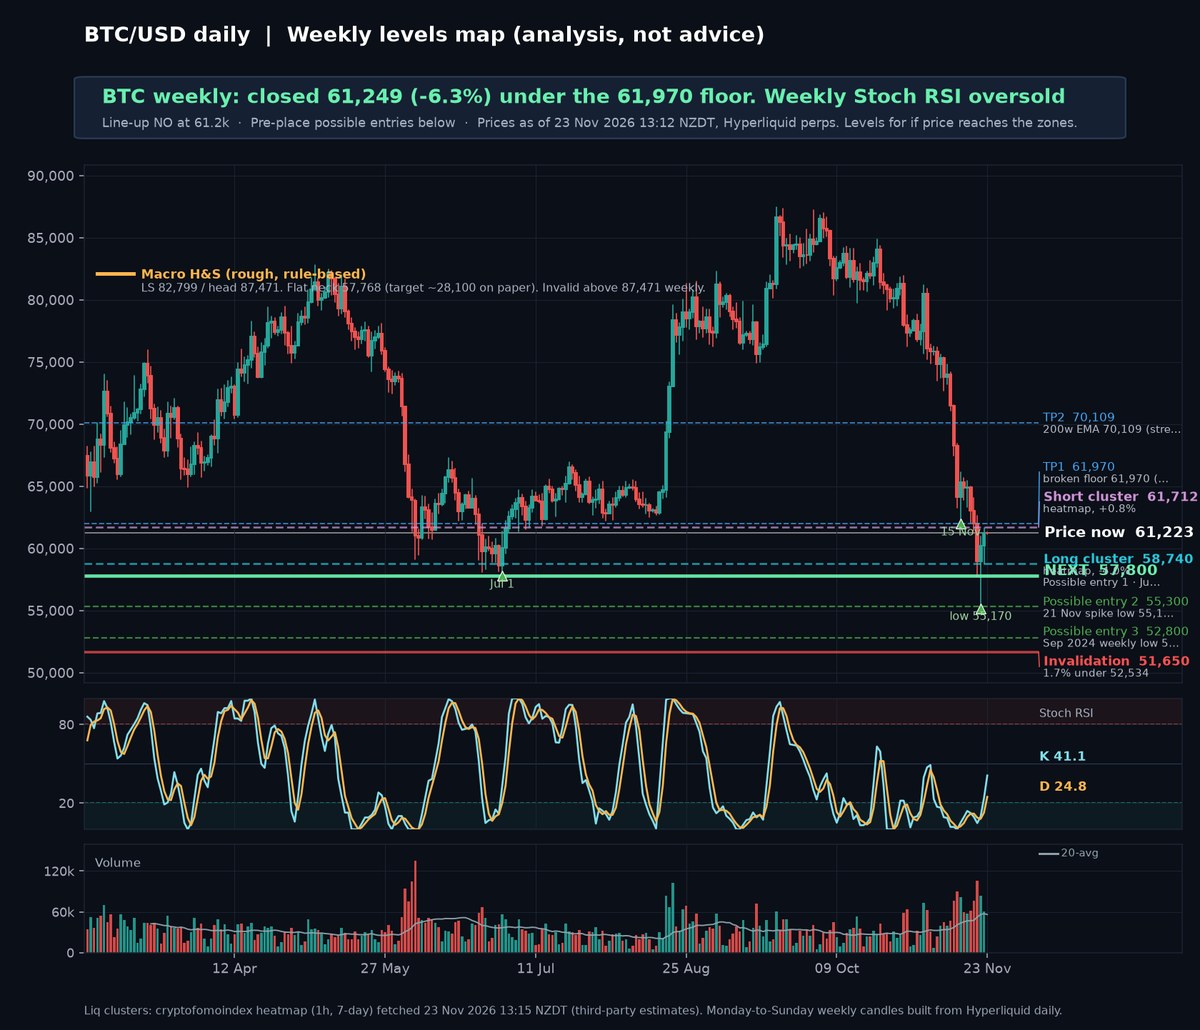 BTC/USD daily | Weekly levels map (analysis, not advice)
BTC weekly: closed 61,249 (-6.3%) under the 61,970 floor. Weekly Stoch RSI oversold
Line-up NO at 61.2k · Pre-place possible entries below · Prices as of 23 Nov 2026 13:12 NZDT, Hyperliquid perps. Levels for if price reaches the zones.
90,000
85,000
80,000
75,000
70,000
65,000
60,000
55,000
50,000
Macro H&S (rough, rule-based)
LS 82,799 / head 87,471. Flat neck 57,768 (target ~28,100 on paper). Invalid above 87,471 weekly.
TP2 70,109
200w EMA 70,109 (stre...
TP1 61,970
broken floor 61,970 (...
Short cluster 61,712
heatmap, +0.8%
Price now 61,223
Long cluster 58,740
NEXT 57,800
Possible entry 1 · Ju...
Possible entry 2 55,300
21 Nov spike low 55,1...
Possible entry 3 52,800
Sep 2024 weekly low 5...
Invalidation 51,650
1.7% under 52,534
15 Nov
Jul 1
low 55,170
80
20
Stoch RSI
K 41.1
D 24.8
Volume
20-avg
120k
60k
0
12 Apr
27 May
11 Jul
25 Aug
09 Oct
23 Nov
Liq clusters: cryptofomoindex heatmap (1h, 7-day) fetched 23 Nov 2026 13:15 NZDT (third-party estimates). Monday-to-Sunday weekly candles built from Hyperliquid daily.